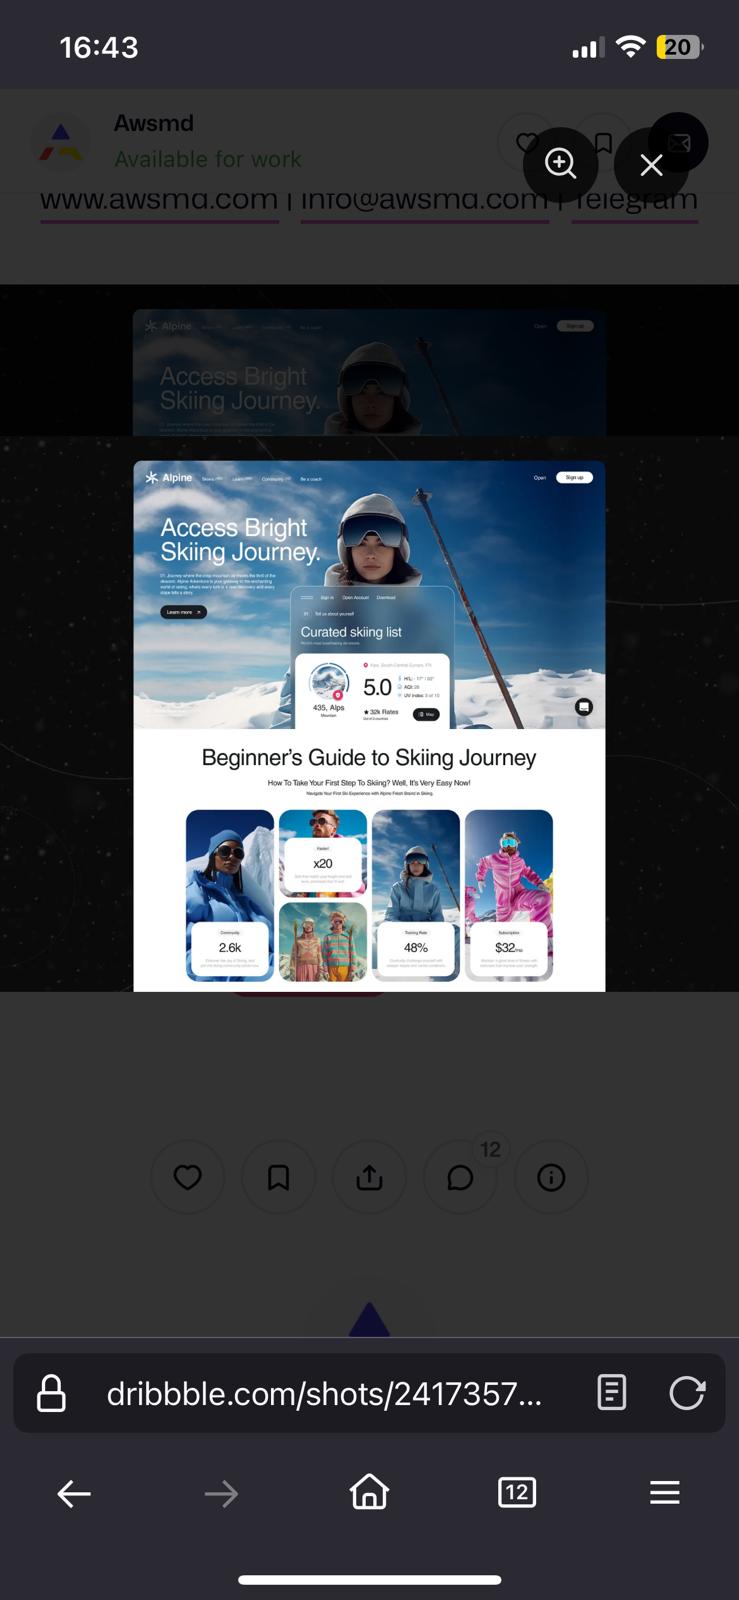 16:43
20
Awsmd
Available for work
www.awsmd.com | info@awsmd.com | Telegram
Alpine
Open
Sign up
Access Bright
Skiing Journey.
Alpine
Community
Be a coach
Open
Sign up
Access Bright
Skiing Journey.
Learn more
Sign in
Open Account
Download
01
Tell us about yourself
Curated skiing list
5.0
435, Alps
Mountain
32k Rates
Map
Beginner’s Guide to Skiing Journey
How To Take Your First Step To Skiing? Well, It's Very Easy Now!
Navigate Your First Ski Experience with Alpine Fresh Brand in Skiing.
Faster!
x20
Community
2.6k
Training Rate
48%
Subscription
$32/mo
12
dribbble.com/shots/2417357...
12